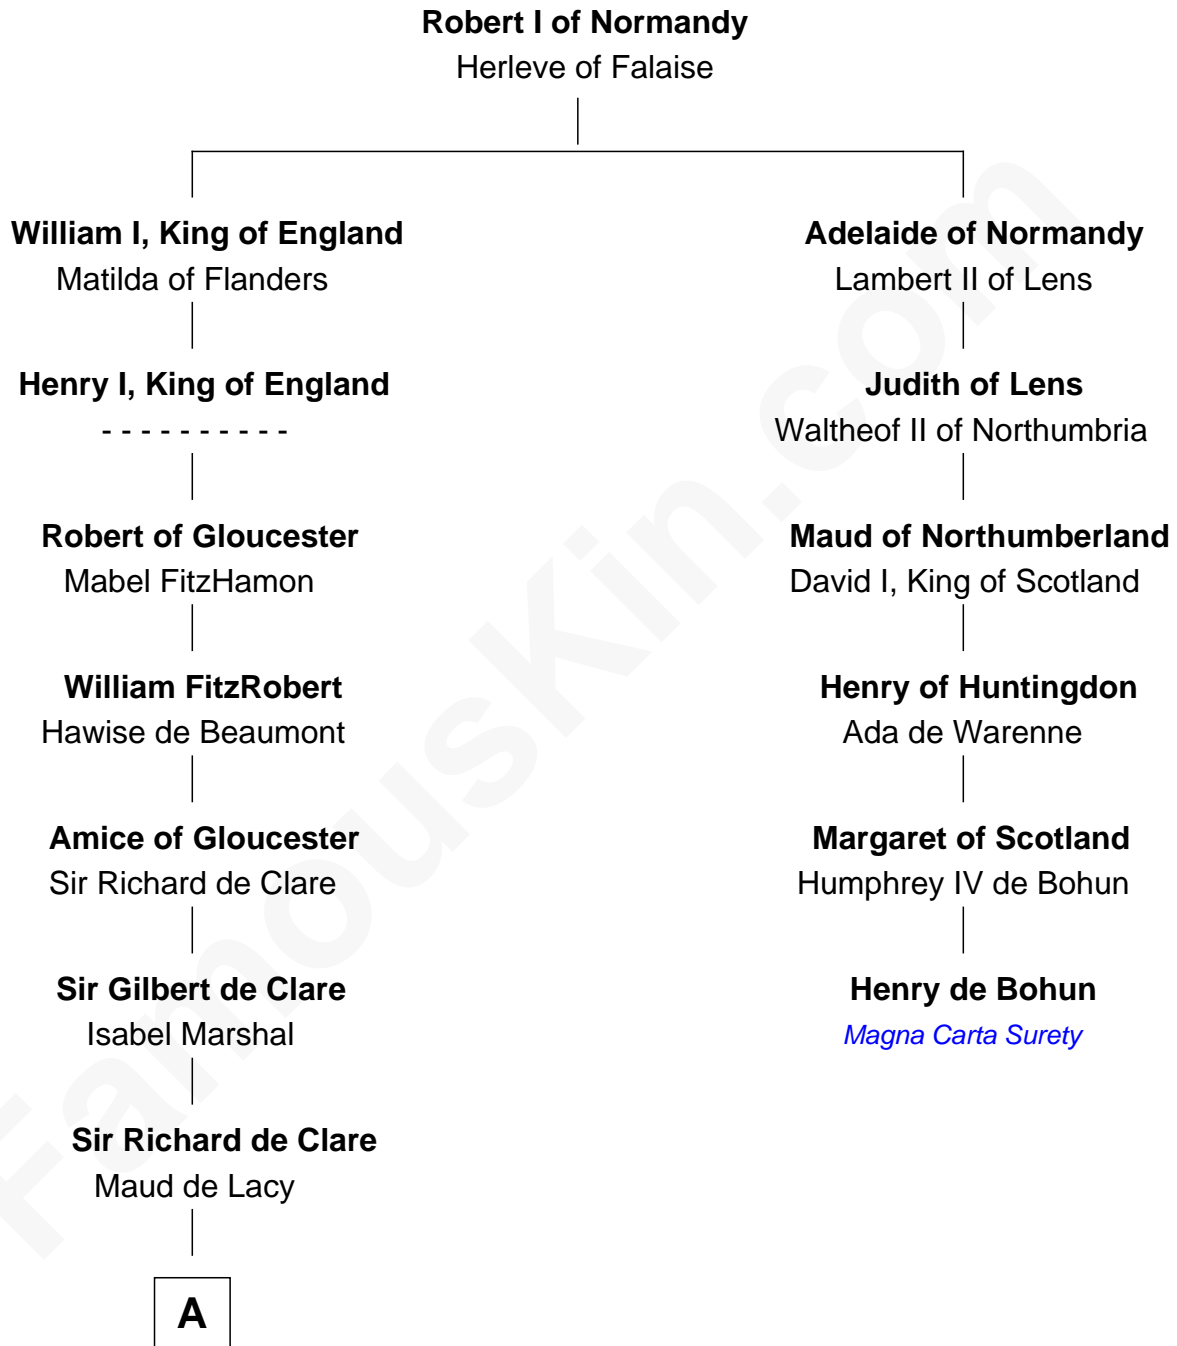 Robert I of Normandy
Herleve of Falaise
William I, King of England
Matilda of Flanders
Adelaide of Normandy
Lambert II of Lens
Henry I, King of England
- - - - - - - - - -
Judith of Lens
Waltheof II of Northumbria
Robert of Gloucester
Mabel FitzHamon
Maud of Northumberland
David I, King of Scotland
William FitzRobert
Hawise de Beaumont
Henry of Huntingdon
Ada de Warenne
Amice of Gloucester
Sir Richard de Clare
Margaret of Scotland
Humphrey IV de Bohun
Sir Gilbert de Clare
Isabel Marshal
Henry de Bohun
Magna Carta Surety
Sir Richard de Clare
Maud de Lacy
A
FamousKin.com